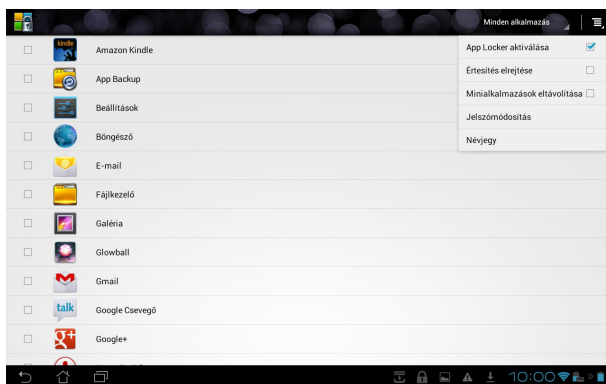 Minden alkalmazás
kindle
Amazon Kindle
App Locker aktiválása
App Backup
Értesítés elrejtése
Minialkalmazások eltávolítása
Beállítások
Jelszómódosítás
Böngésző
Névjegy
E-mail
Fájlkezelő
Galéria
Glowball
Gmail
talk
Google Csevegő
g+
Google+
10:00